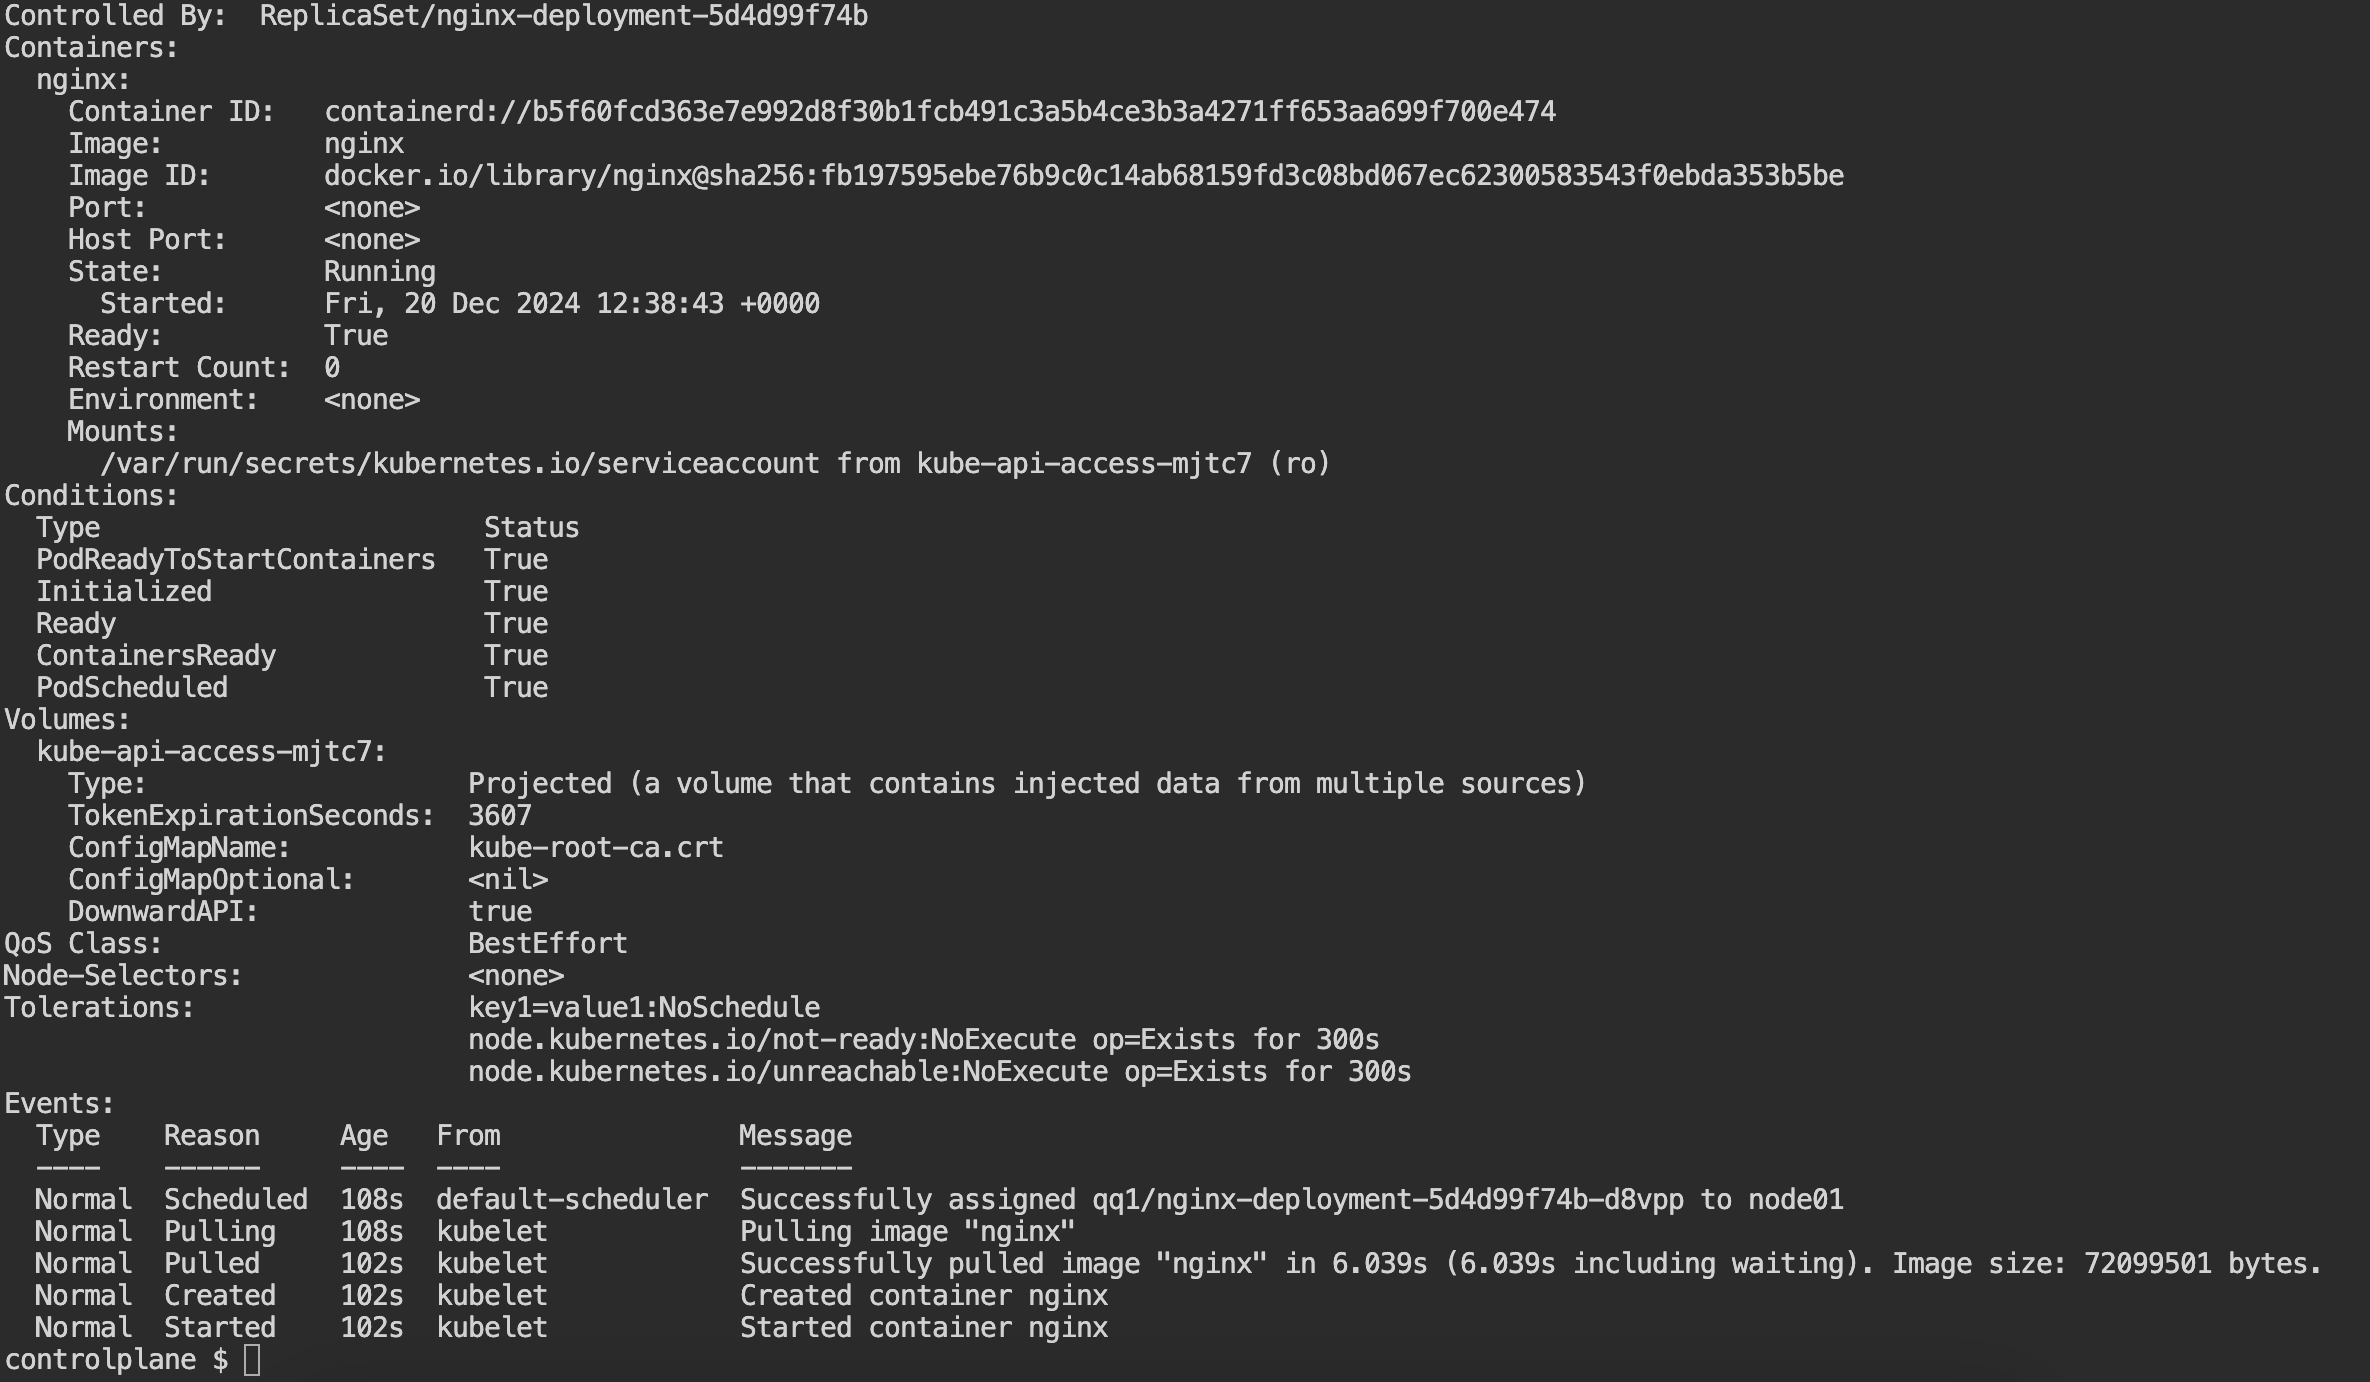 Controlled By:  ReplicaSet/nginx-deployment-5d4d99f74b
Containers:
  nginx:
    Container ID:   containerd://b5f60fcd363e7e992d8f30b1fcb491c3a5b4ce3b3a4271ff653aa699f700e474
    Image:          nginx
    Image ID:       docker.io/library/nginx@sha256:fb197595ebe76b9c0c14ab68159fd3c08bd067ec62300583543f0ebda353b5be
    Port:           <none>
    Host Port:      <none>
    State:          Running
      Started:      Fri, 20 Dec 2024 12:38:43 +0000
    Ready:          True
    Restart Count:  0
    Environment:    <none>
    Mounts:
      /var/run/secrets/kubernetes.io/serviceaccount from kube-api-access-mjtc7 (ro)
Conditions:
  Type                        Status
  PodReadyToStartContainers   True
  Initialized                 True
  Ready                       True
  ContainersReady             True
  PodScheduled                True
Volumes:
  kube-api-access-mjtc7:
    Type:                    Projected (a volume that contains injected data from multiple sources)
    TokenExpirationSeconds:  3607
    ConfigMapName:           kube-root-ca.crt
    ConfigMapOptional:       <nil>
    DownwardAPI:             true
QoS Class:                   BestEffort
Node-Selectors:              <none>
Tolerations:                 key1=value1:NoSchedule
                             node.kubernetes.io/not-ready:NoExecute op=Exists for 300s
                             node.kubernetes.io/unreachable:NoExecute op=Exists for 300s
Events:
  Type    Reason     Age   From               Message
  ----    ------     ----  ----               -------
  Normal  Scheduled  108s  default-scheduler  Successfully assigned qq1/nginx-deployment-5d4d99f74b-d8vpp to node01
  Normal  Pulling    108s  kubelet            Pulling image "nginx"
  Normal  Pulled     102s  kubelet            Successfully pulled image "nginx" in 6.039s (6.039s including waiting). Image size: 72099501 bytes.
  Normal  Created    102s  kubelet            Created container nginx
  Normal  Started    102s  kubelet            Started container nginx
controlplane $